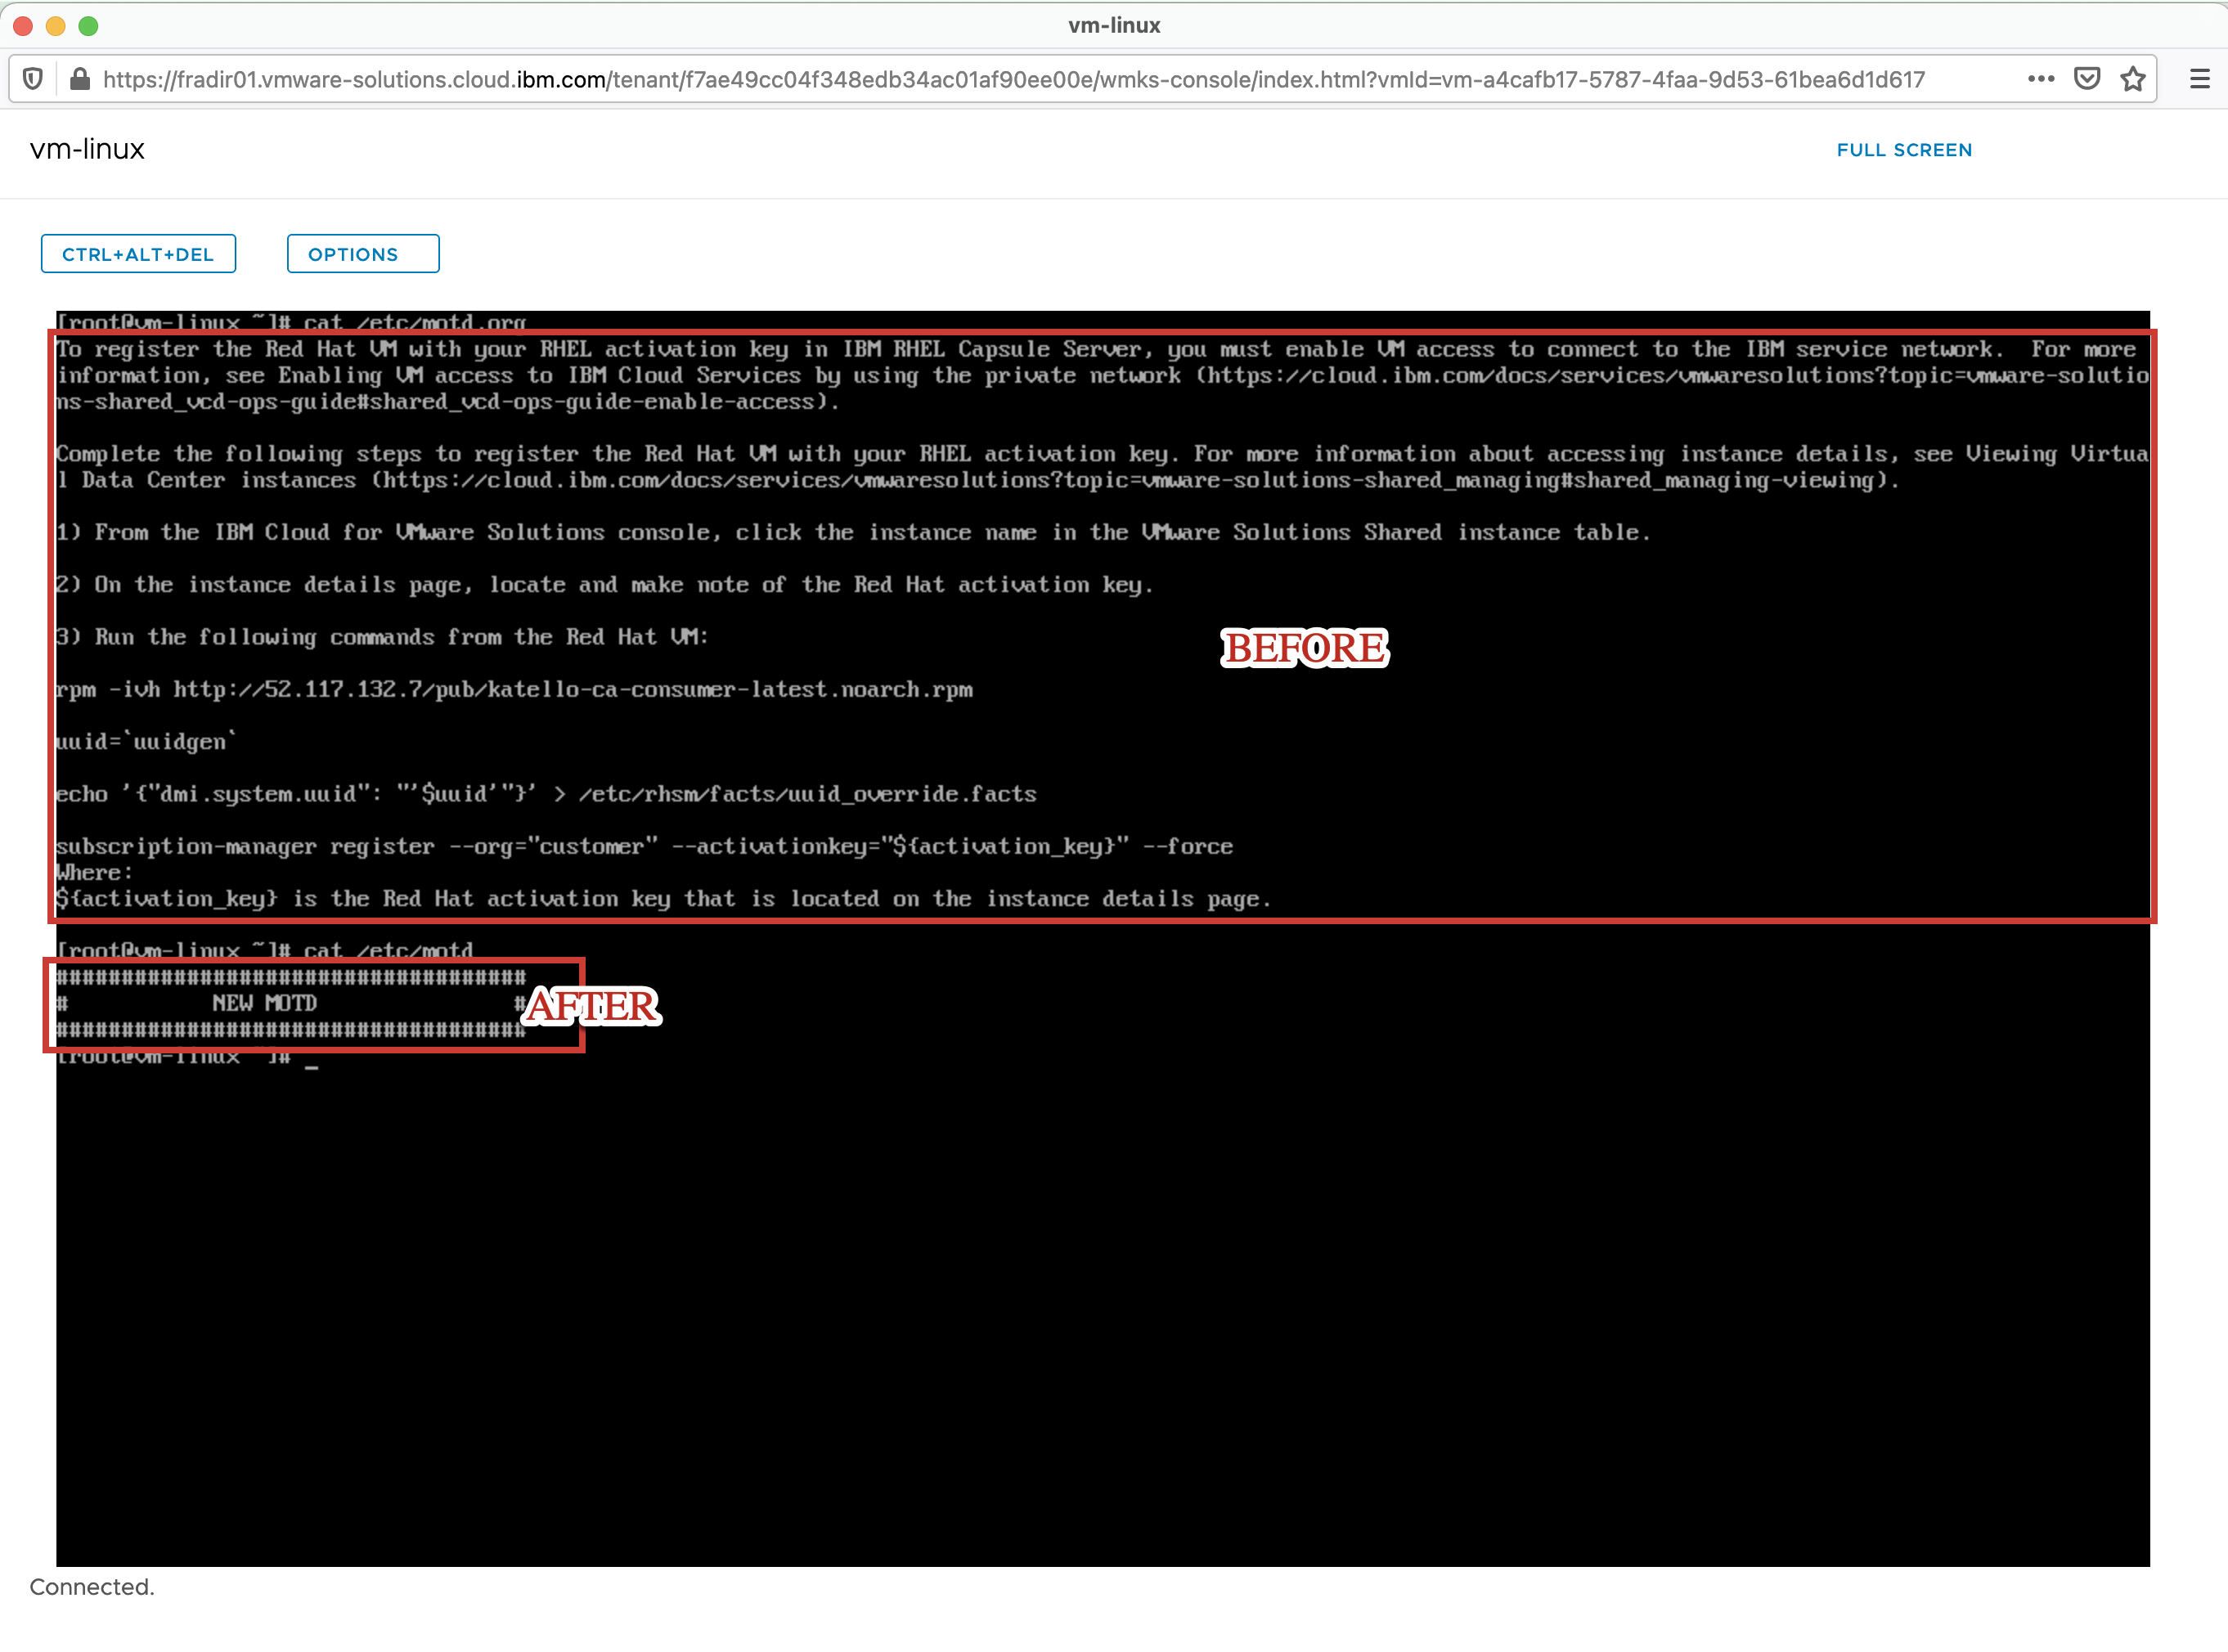 vm-linux
https://fradir01.vmware-solutions.cloud.ibm.com/tenant/f7ae49cc04f348edb34ac01af90ee00e/wmks-console/index.html?vmId=vm-a4cafb17-5787-4faa-9d53-61bea6d1d617
vm-linux
FULL SCREEN
CTRL+ALT+DEL
OPTIONS
[root@vm-linux ~]# cat /etc/motd.org
To register the Red Hat VM with your RHEL activation key in IBM RHEL Capsule Server, you must enable VM access to connect to the IBM service network.  For more
information, see Enabling VM access to IBM Cloud Services by using the private network (https://cloud.ibm.com/docs/services/vmwaresolutions?topic=vmware-solutio
ns-shared_vcd-ops-guide#shared_vcd-ops-guide-enable-access).
Complete the following steps to register the Red Hat VM with your RHEL activation key. For more information about accessing instance details, see Viewing Virtua
l Data Center instances (https://cloud.ibm.com/docs/services/vmwaresolutions?topic=vmware-solutions-shared_managing#shared_managing-viewing).
1) From the IBM Cloud for VMware Solutions console, click the instance name in the VMware Solutions Shared instance table.
2) On the instance details page, locate and make note of the Red Hat activation key.
3) Run the following commands from the Red Hat VM:
BEFORE
rpm -ivh http://52.117.132.7/pub/katello-ca-consumer-latest.noarch.rpm
uuid=`uuidgen`
echo '{"dmi.system.uuid": "'$uuid'"}' > /etc/rhsm/facts/uuid_override.facts
subscription-manager register --org="customer" --activationkey="${activation_key}" --force
Where:
${activation_key} is the Red Hat activation key that is located on the instance details page.
[root@vm-linux ~]# cat /etc/motd
####################################
#           NEW MOTD               #
AFTER
####################################
[root@vm-linux ~]# _
Connected.